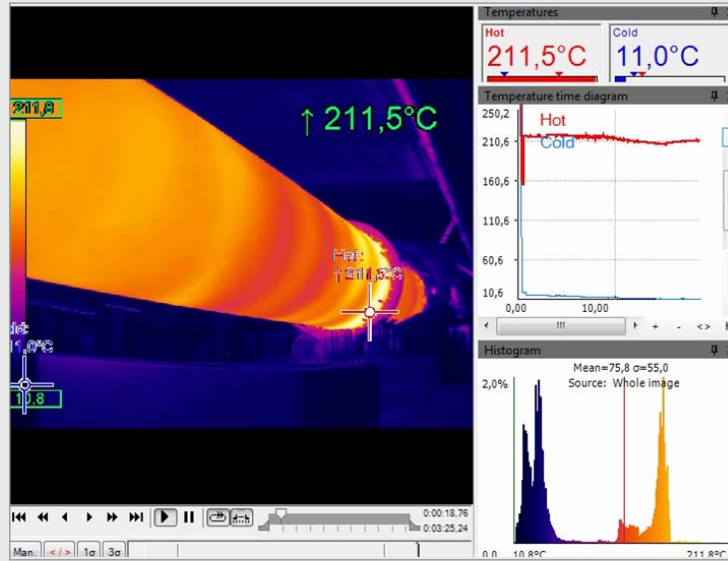 211,8
↑ 211,5°C
Hot:
↑ 211,5°C
1,0°C
10,8
0:00:18,76
0:03:25,24
Man.
< / >
1σ
3σ
Temperatures
Hot
211,5°C
Cold
11,0°C
Temperature time diagram
250,2
210,6
160,6
110,6
60,6
10,6
Hot
Cold
0,00
10,00
+ - <>
Histogram
Mean=75,8 σ=55,0
Source: Whole image
2,0%
0,0
10,8°C
211,8°C